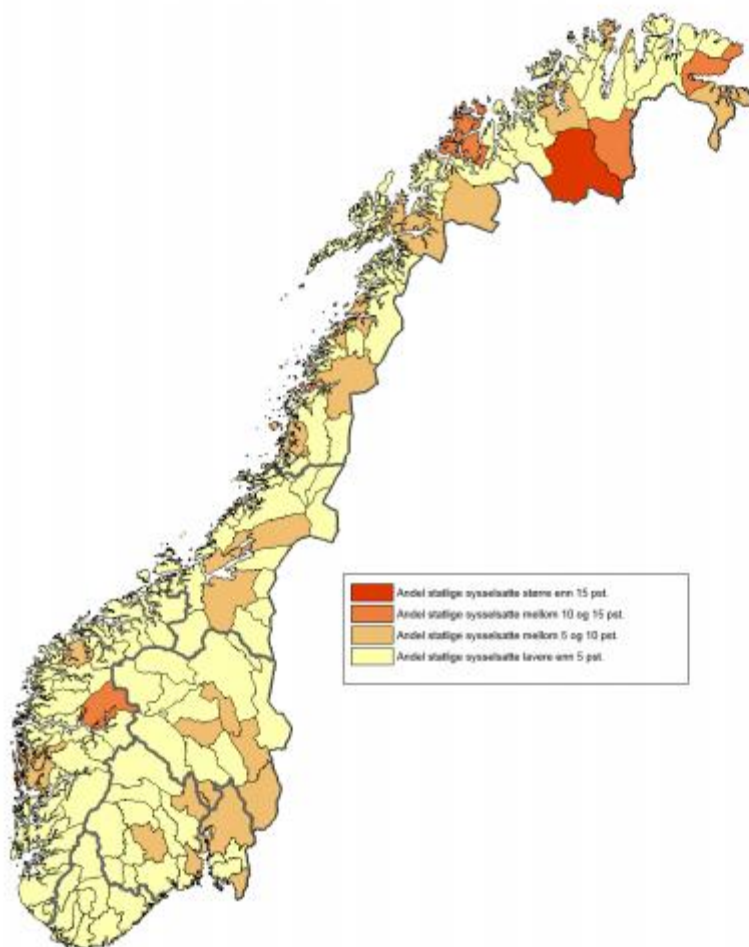 Andel statlige sysselsatte større enn 15 pst.
Andel statlige sysselsatte mellom 10 og 15 pst.
Andel statlige sysselsatte mellom 5 og 10 pst.
Andel statlige sysselsatte lavere enn 5 pst.